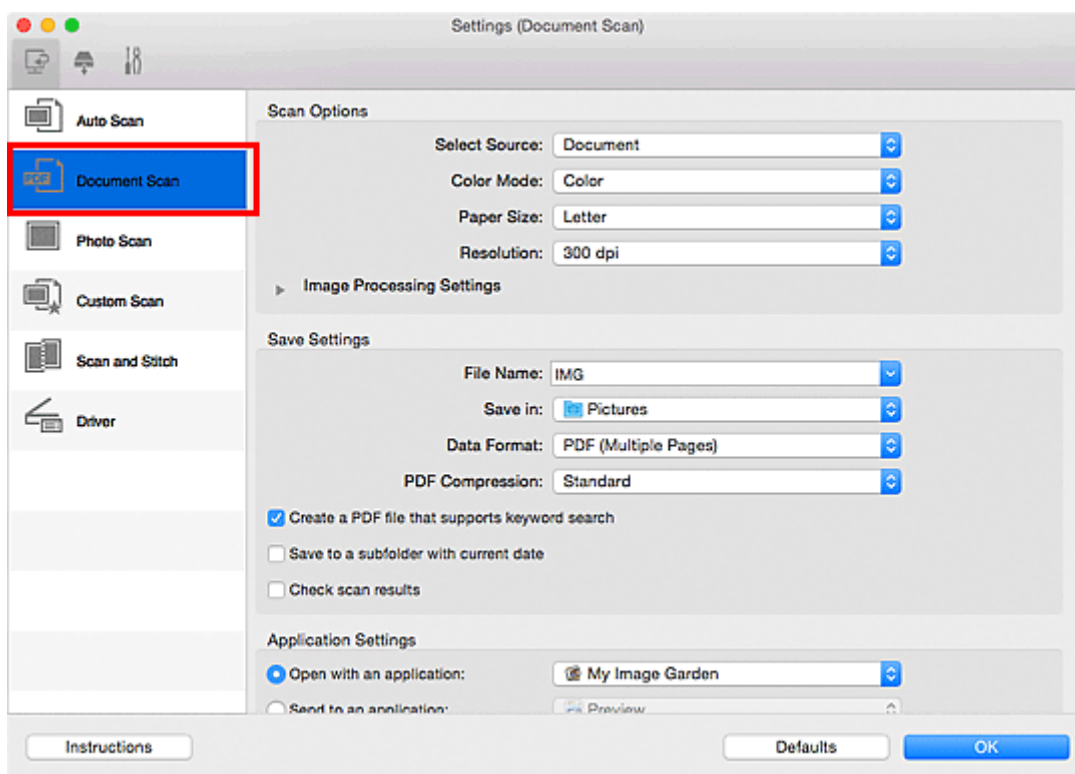 Settings (Document Scan)
Auto Scan
PDF
Document Scan
Photo Scan
Custom Scan
Scan and Stitch
Driver
Scan Options
Select Source: Document
Color Mode: Color
Paper Size: Letter
Resolution: 300 dpi
Image Processing Settings
Save Settings
File Name: IMG
Save in: Pictures
Data Format: PDF (Multiple Pages)
PDF Compression: Standard
Create a PDF file that supports keyword search
Save to a subfolder with current date
Check scan results
Application Settings
Open with an application: My Image Garden
Send to an application: Preview
Instructions
Defaults
OK